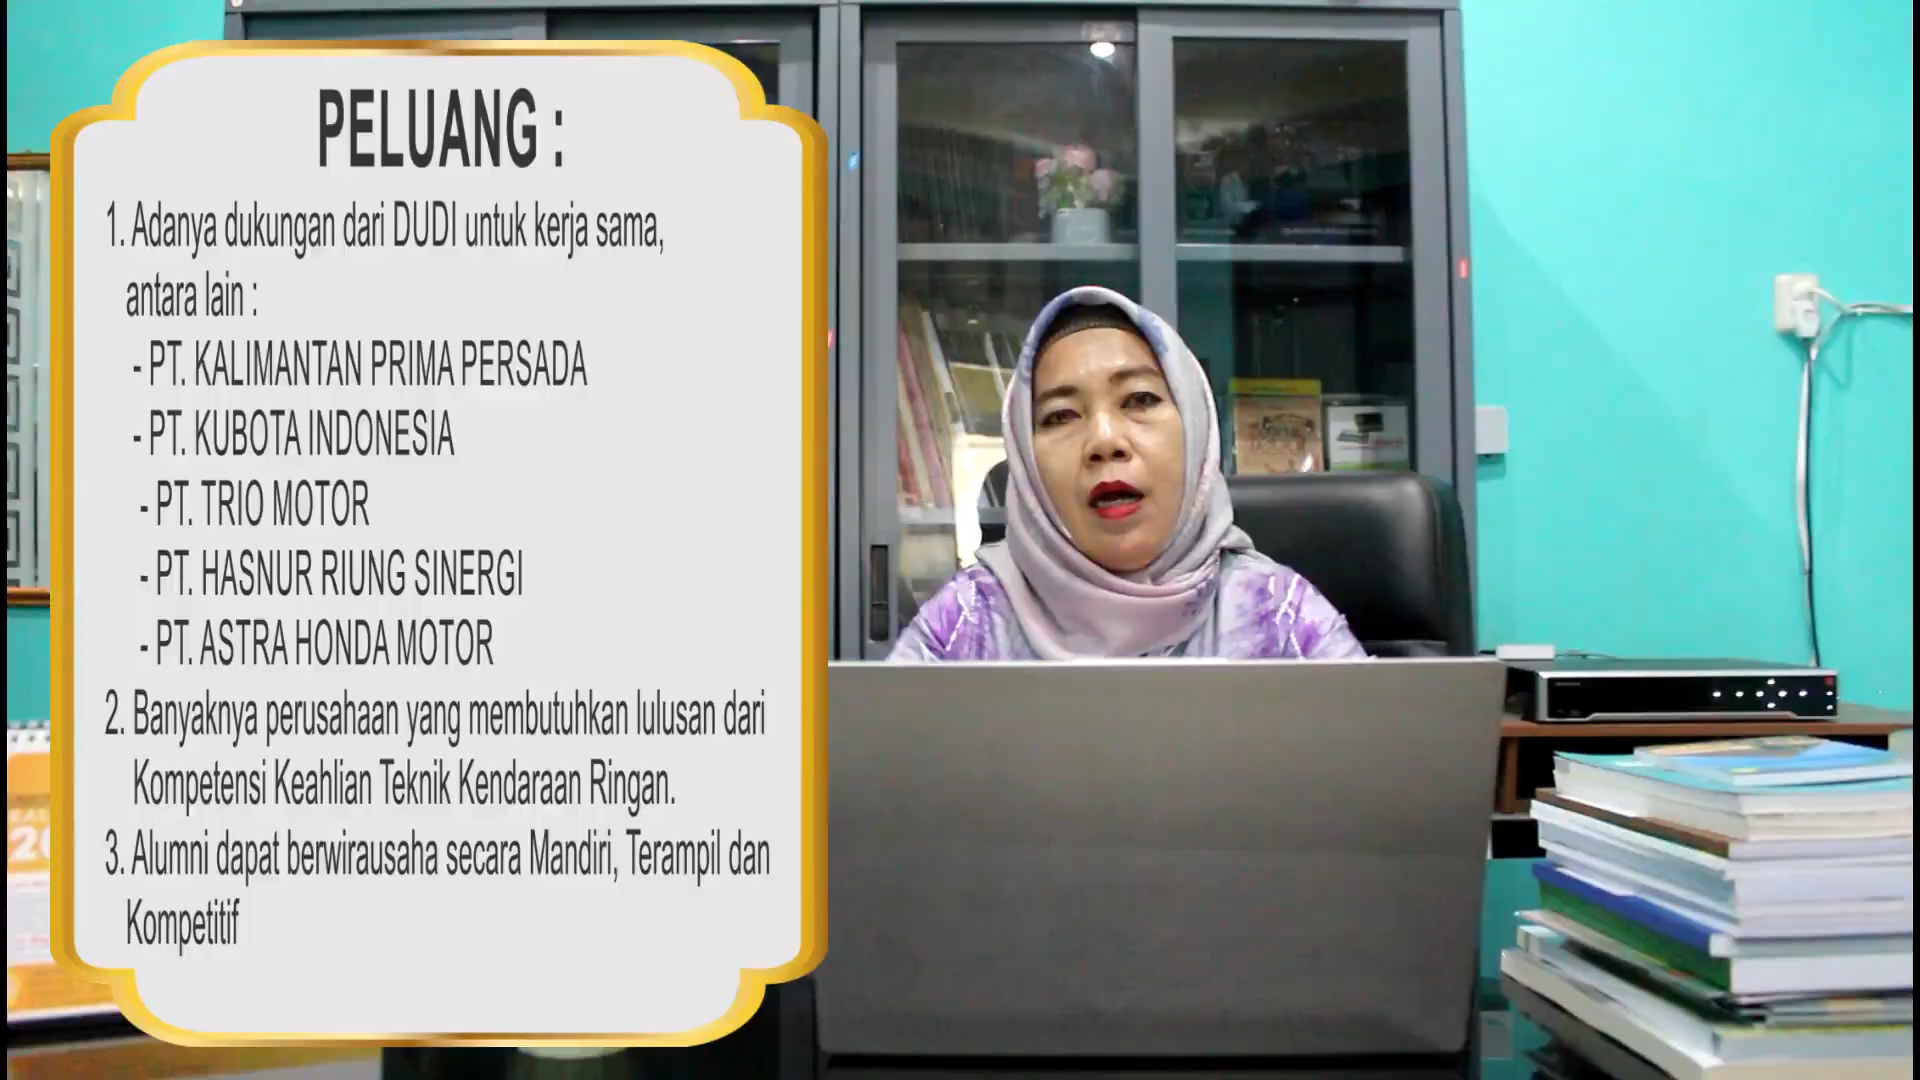 PELUANG :
1. Adanya dukungan dari DUDI untuk kerja sama,
antara lain :
- PT. KALIMANTAN PRIMA PERSADA
- PT. KUBOTA INDONESIA
- PT. TRIO MOTOR
- PT. HASNUR RIUNG SINERGI
- PT. ASTRA HONDA MOTOR
2. Banyaknya perusahaan yang membutuhkan lulusan dari
Kompetensi Keahlian Teknik Kendaraan Ringan.
3. Alumni dapat berwirausaha secara Mandiri, Terampil dan
Kompetitif